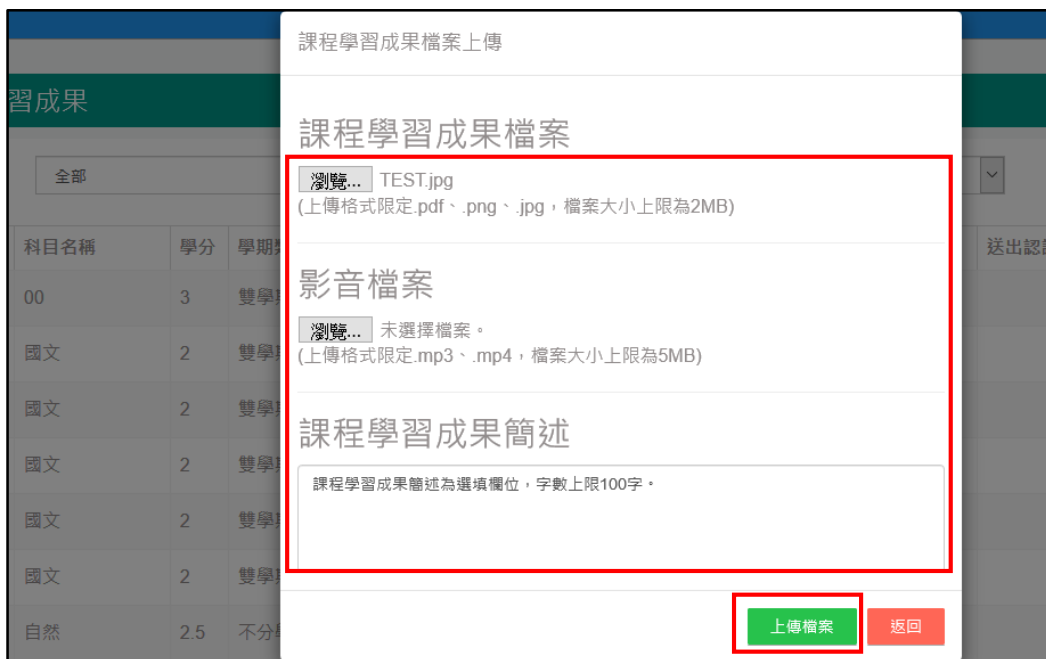 課程學習成果檔案上傳
習成果
課程學習成果檔案
全部
瀏覽... TEST.jpg
(上傳格式限定.pdf、.png、.jpg，檔案大小上限為2MB)
科目名稱 學分 學期 送出認
影音檔案
00 3 雙學
瀏覽... 未選擇檔案。
(上傳格式限定.mp3、.mp4，檔案大小上限為5MB)
國文 2 雙學
國文 2 雙學
課程學習成果簡述
國文 2 雙學
課程學習成果簡述為選填欄位，字數上限100字。
國文 2 雙學
國文 2 雙學
自然 2.5 不分
上傳檔案 返回